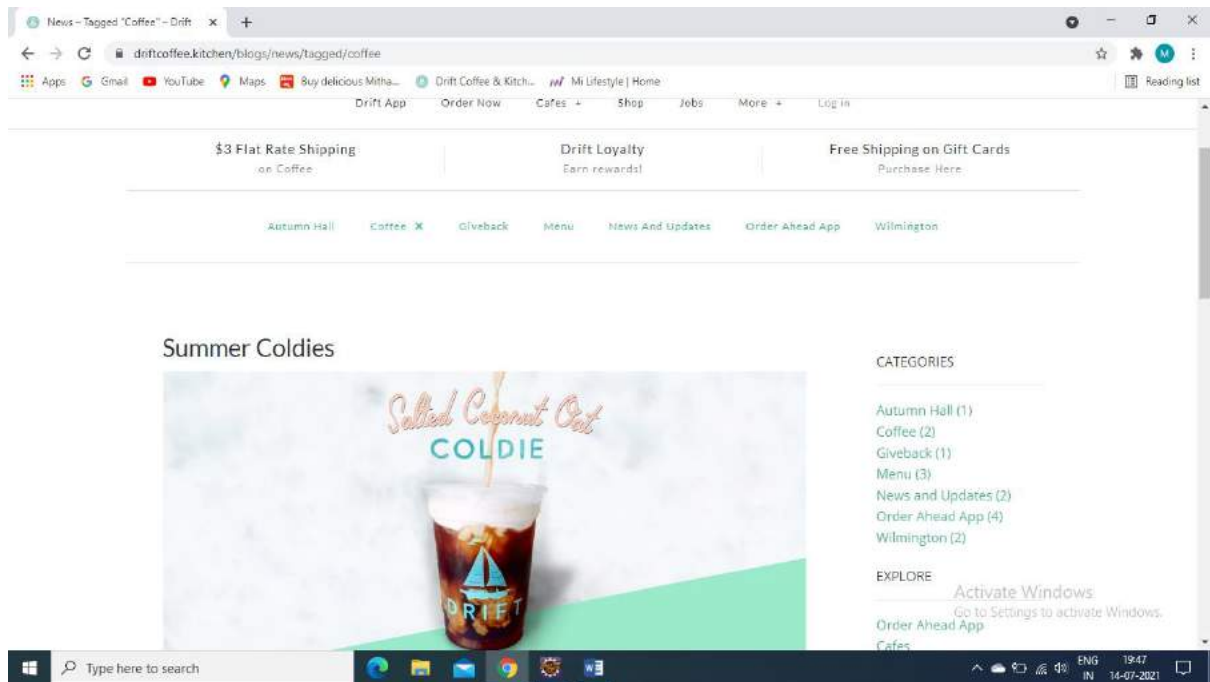 News – Tagged "Coffee" – Drift
driftcoffee.kitchen/blogs/news/tagged/coffee
Apps Gmail YouTube Maps Buy delicious Mitha... Drift Coffee & Kitch... Mi Lifestyle | Home Reading list
Drift App Order Now Cafes + Shop Jobs More + Log in
$3 Flat Rate Shipping Drift Loyalty Free Shipping on Gift Cards
on Coffee Earn rewards! Purchase Here
Autumn Hall Coffee × Giveback Menu News And Updates Order Ahead App Wilmington
Summer Coldies
Salted Coconut Oat
COLDIE
DRIFT
CATEGORIES
Autumn Hall (1)
Coffee (2)
Giveback (1)
Menu (3)
News and Updates (2)
Order Ahead App (4)
Wilmington (2)
EXPLORE
Order Ahead App
Cafes
Activate Windows
Go to Settings to activate Windows.
Type here to search
ENG 19:47
IN 14-07-2021